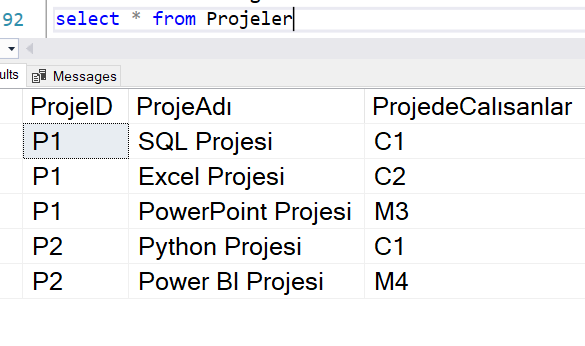 92 select * from Projeler
ults Messages
ProjeID ProjeAdı ProjedeCalısanlar
P1 SQL Projesi C1
P1 Excel Projesi C2
P1 PowerPoint Projesi M3
P2 Python Projesi C1
P2 Power BI Projesi M4